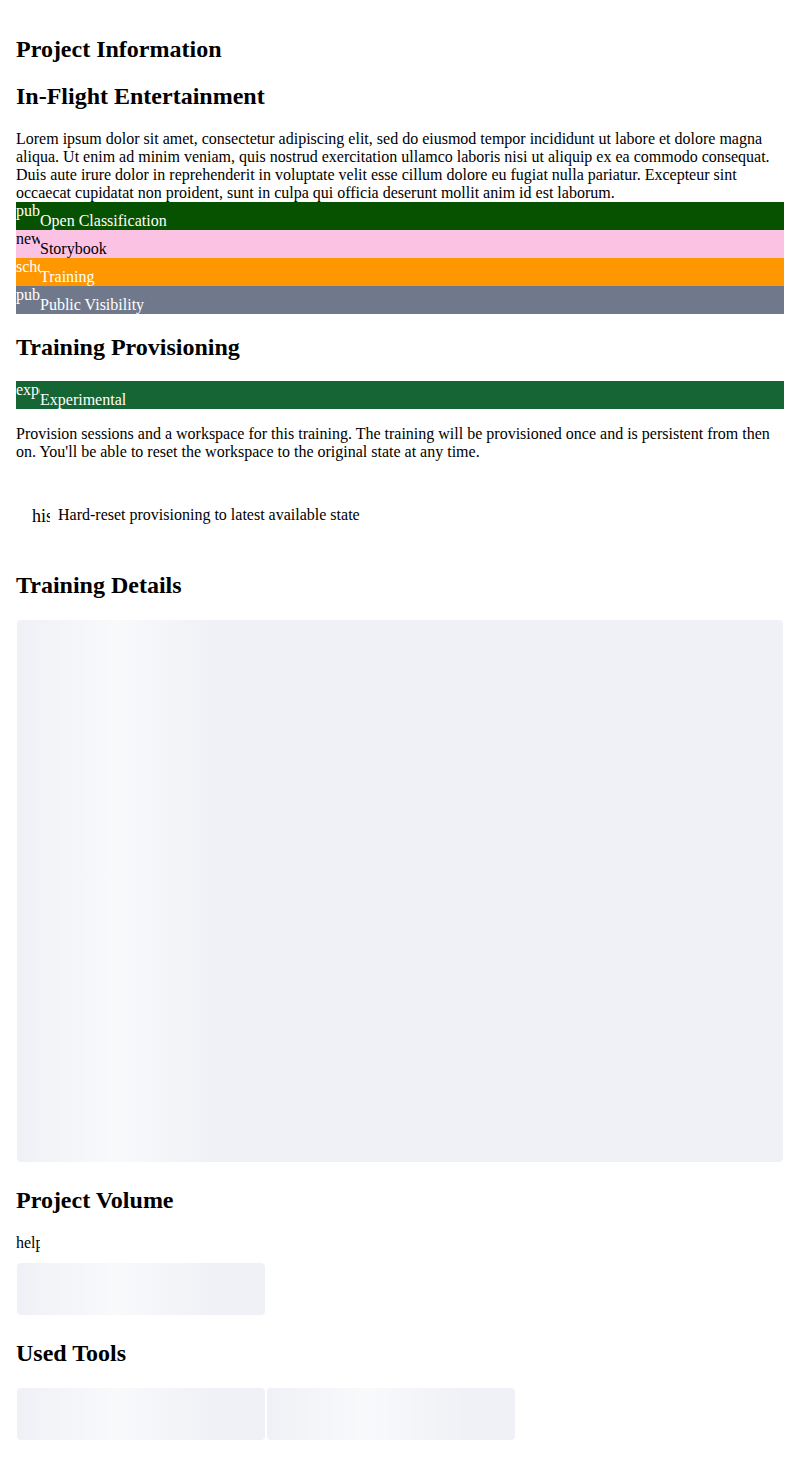 Project Information
In-Flight Entertainment
Lorem ipsum dolor sit amet, consectetur adipiscing elit, sed do eiusmod tempor incididunt ut labore et dolore magna
aliqua. Ut enim ad minim veniam, quis nostrud exercitation ullamco laboris nisi ut aliquip ex ea commodo consequat.
Duis aute irure dolor in reprehenderit in voluptate velit esse cillum dolore eu fugiat nulla pariatur. Excepteur sint
occaecat cupidatat non proident, sunt in culpa qui officia deserunt mollit anim id est laborum.
pub Open Classification
new Storybook
scho Training
pub Public Visibility
Training Provisioning
exp Experimental
Provision sessions and a workspace for this training. The training will be provisioned once and is persistent from then
on. You'll be able to reset the workspace to the original state at any time.
his Hard-reset provisioning to latest available state
Training Details
Project Volume
help
Used Tools